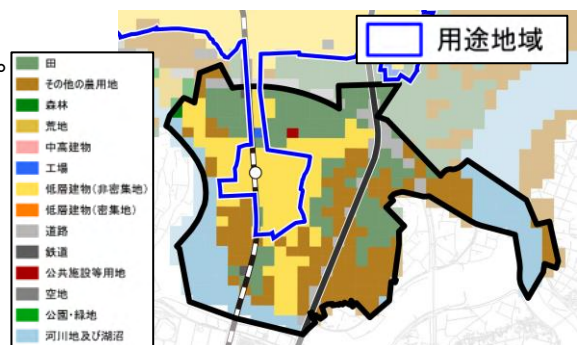 用途地域
。
田
その他の農用地
森林
荒地
中高建物
工場
低層建物(非密集地)
低層建物(密集地)
道路
鉄道
公共施設等用地
空地
公園・緑地
河川地及び湖沼